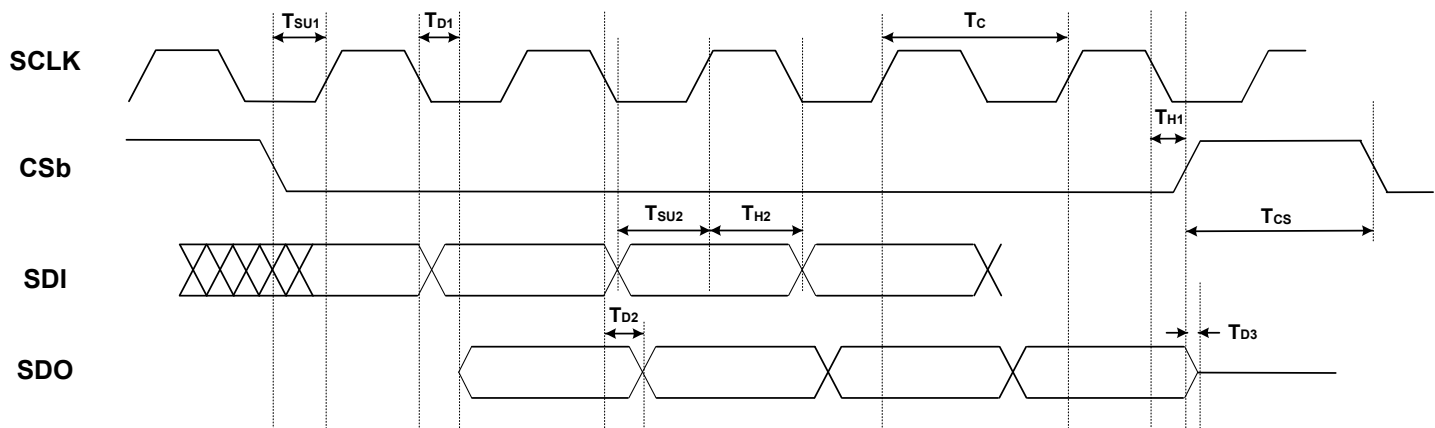 TSU1
TD1
TC
SCLK
TH1
CSb
TSU2
TH2
TCS
SDI
TD2
TD3
SDO